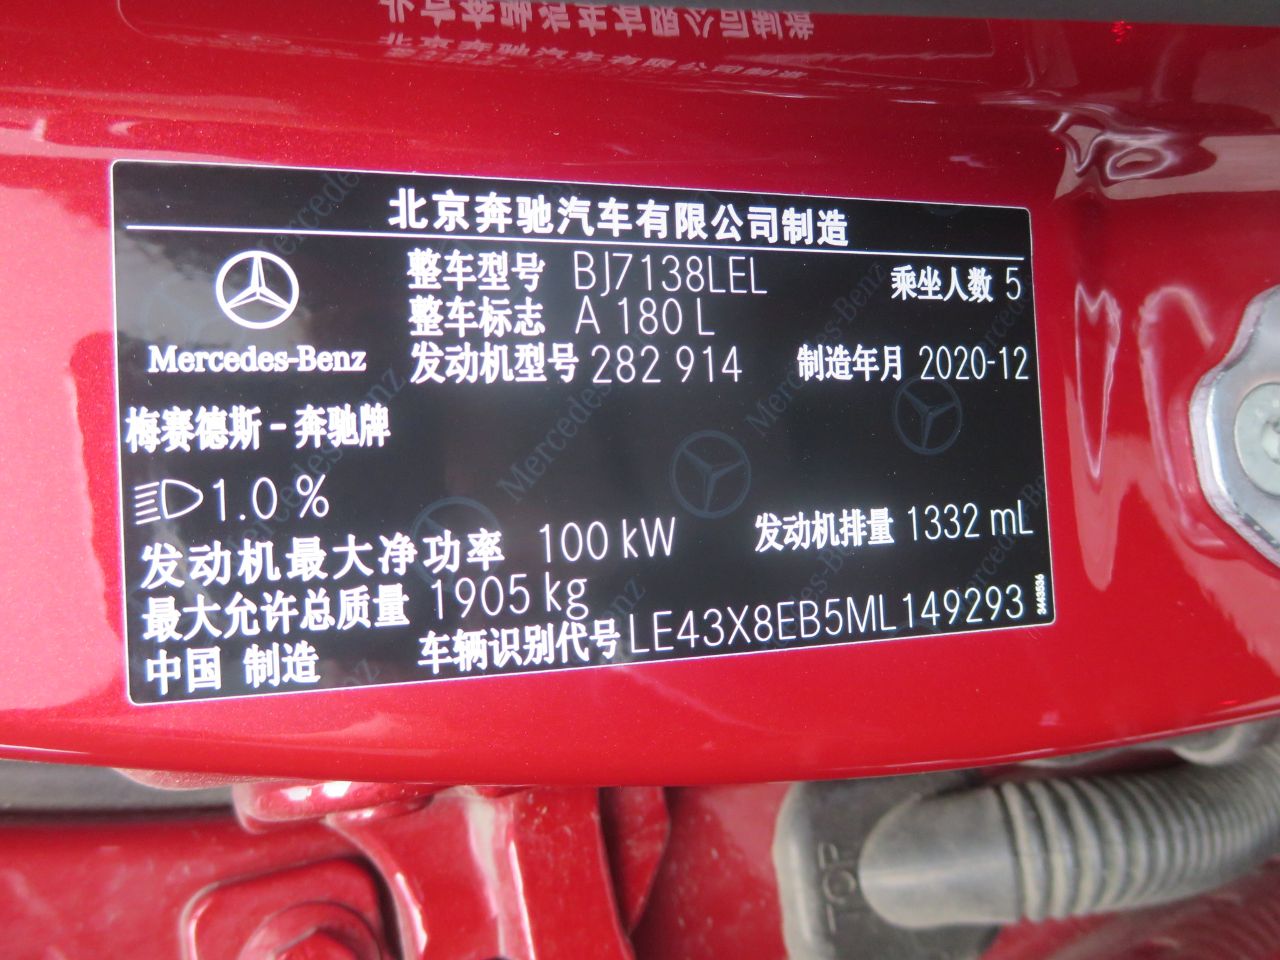 北京奔驰汽车有限公司制造
整车型号 BJ7138LEL 乘坐人数 5
整车标志 A 180 L
Mercedes-Benz
发动机型号 282 914 制造年月 2020-12
梅赛德斯-奔驰牌
1.0 %
发动机最大净功率 100 kW 发动机排量 1332 mL
最大允许总质量 1905 kg
中国 制造 车辆识别代号 LE43X8EB5ML149293
TOP